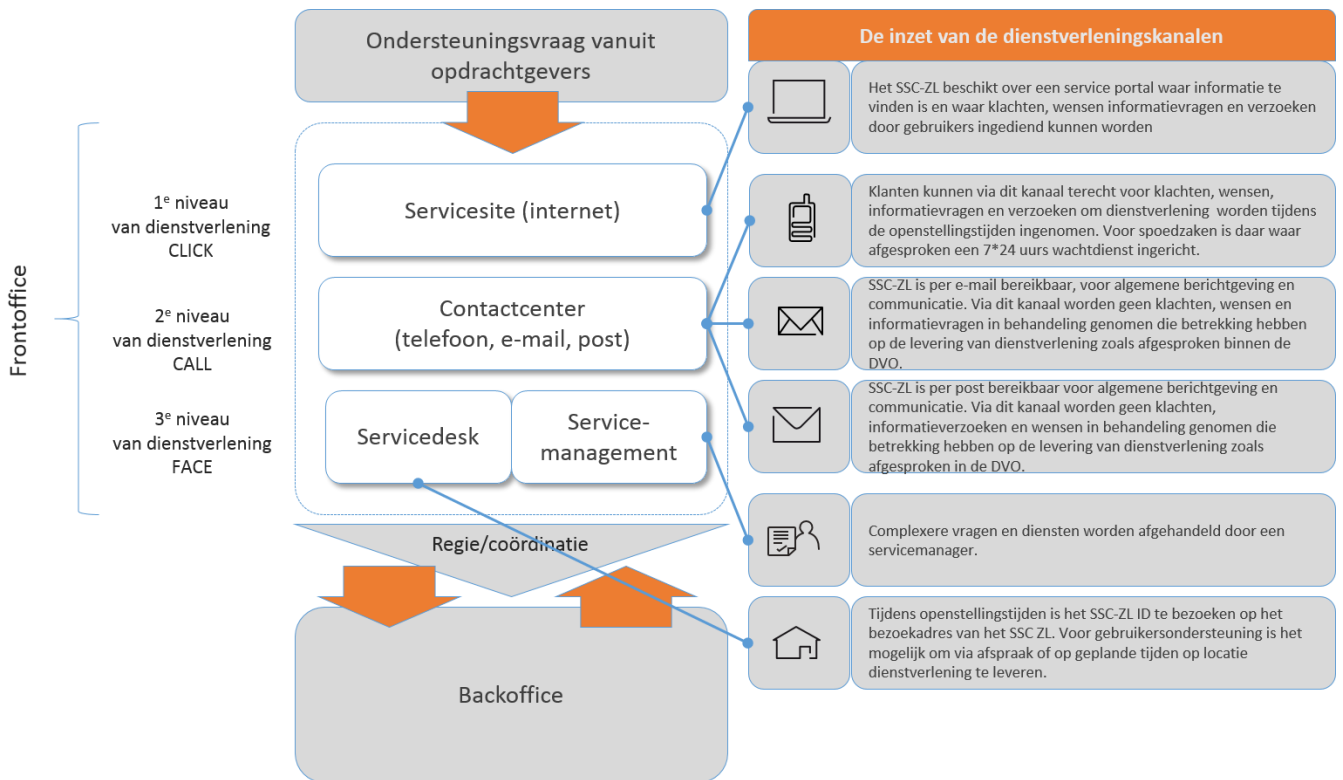 Ondersteuningsvraag vanuit
opdrachtgevers
Frontoffice
1e niveau
van dienstverlening
CLICK
2e niveau
van dienstverlening
CALL
3e niveau
van dienstverlening
FACE
Servicesite (internet)
Contactcenter
(telefoon, e-mail, post)
Servicedesk
Service-
management
Regie/coördinatie
Backoffice
De inzet van de dienstverleningskanalen
Het SSC-ZL beschikt over een service portal waar informatie te
vinden is en waar klachten, wensen informatievragen en verzoeken
door gebruikers ingediend kunnen worden
Klanten kunnen via dit kanaal terecht voor klachten, wensen,
informatievragen en verzoeken om dienstverlening worden tijdens
de openstellingstijden ingenomen. Voor spoedzaken is daar waar
afgesproken een 7*24 uurs wachtdienst ingericht.
SSC-ZL is per e-mail bereikbaar, voor algemene berichtgeving en
communicatie. Via dit kanaal worden geen klachten, wensen en
informatievragen in behandeling genomen die betrekking hebben
op de levering van dienstverlening zoals afgesproken binnen de
DVO.
SSC-ZL is per post bereikbaar voor algemene berichtgeving en
communicatie. Via dit kanaal worden geen klachten,
informatieverzoeken en wensen in behandeling genomen die
betrekking hebben op de levering van dienstverlening zoals
afgesproken in de DVO.
Complexere vragen en diensten worden afgehandeld door een
servicemanager.
Tijdens openstellingstijden is het SSC-ZL ID te bezoeken op het
bezoekadres van het SSC ZL. Voor gebruikersondersteuning is het
mogelijk om via afspraak of op geplande tijden op locatie
dienstverlening te leveren.